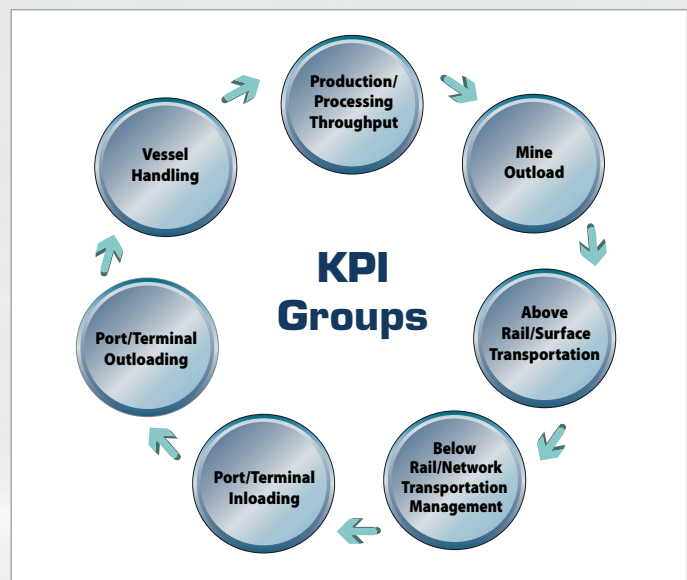 Production/
Processing
Throughput
Mine
Outload
Above
Rail/Surface
Transportation
Below
Rail/Network
Transportation
Management
Port/Terminal
Inloading
Port/Terminal
Outloading
Vessel
Handling
KPI
Groups